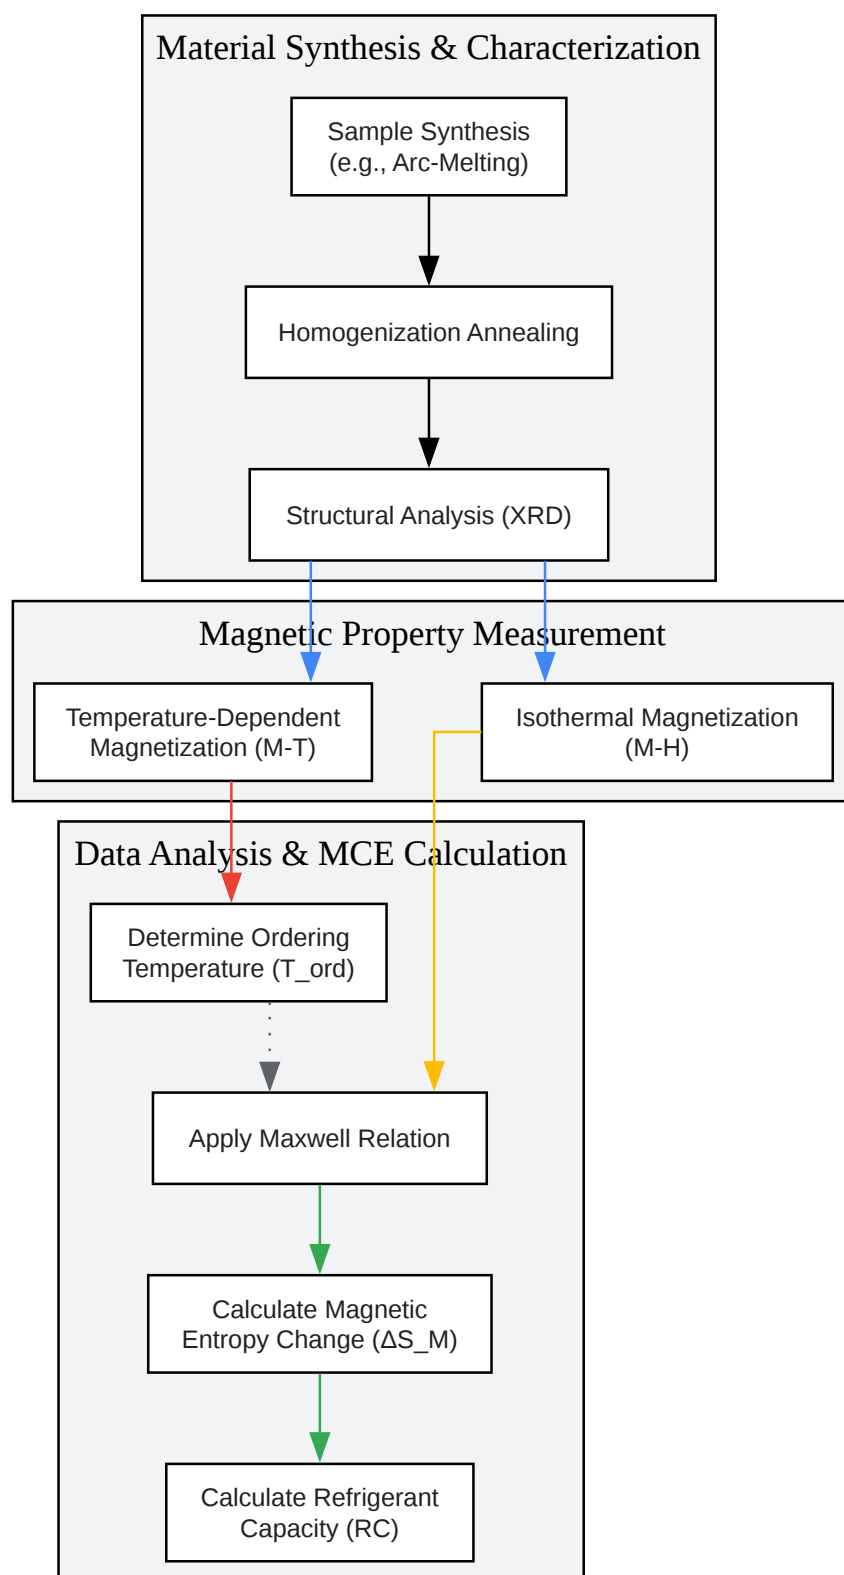 Material Synthesis & Characterization
Sample Synthesis
(e.g., Arc-Melting)
Homogenization Annealing
Structural Analysis (XRD)
Magnetic Property Measurement
Temperature-Dependent
Magnetization (M-T)
Isothermal Magnetization
(M-H)
Data Analysis & MCE Calculation
Determine Ordering
Temperature (T_ord)
Apply Maxwell Relation
Calculate Magnetic
Entropy Change (ΔS_M)
Calculate Refrigerant
Capacity (RC)